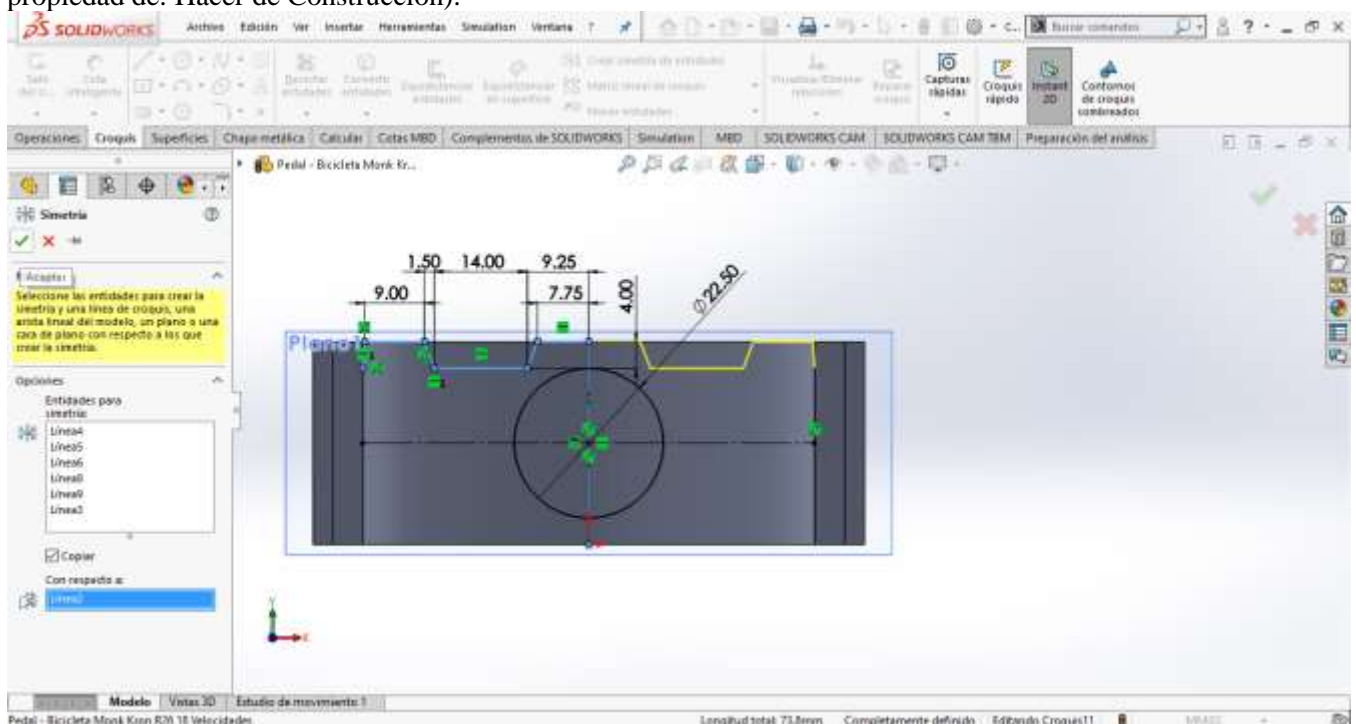 propiedad de: Hacer de Construcción).
SOLIDWORKS Archivo Edición Ver Insertar Herramientas Simulation Ventana ? Buscar comandos
Capturas rápidas
Croquis rápido
Instant 2D
Contornos de croquis sombreados
Operaciones Croquis Superficies Chapa metálica Calcular Cotas MBD Complementos de SOLIDWORKS Simulation MBD SOLIDWORKS CAM SOLIDWORKS CAM TBM Preparación del análisis
Pedal - Bicicleta Monk Kr...
Simetría
Aceptar
Seleccione las entidades para crear la
simetría y una línea de croquis, una
arista lineal del modelo, un plano o una
cara de plano con respecto a los que
crear la simetría.
Opciones
Entidades para
simetría:
Línea4
Línea5
Línea6
Línea8
Línea9
Línea3
Copiar
Con respecto a:
1.50 14.00 9.25
9.00 7.75 4.00 ∅22.50
Modelo Vistas 3D Estudio de movimiento 1
Pedal - Bicicleta Monk Kron R26 18 Velocidades Longitud total: 73.8mm Completamente definido Editando Croquis11 MMGS